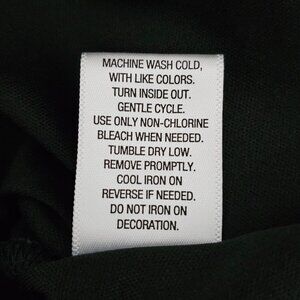 MACHINE WASH COLD,
WITH LIKE COLORS.
TURN INSIDE OUT.
GENTLE CYCLE.
USE ONLY NON-CHLORINE
BLEACH WHEN NEEDED.
TUMBLE DRY LOW.
REMOVE PROMPTLY.
COOL IRON ON
REVERSE IF NEEDED.
DO NOT IRON ON
DECORATION.